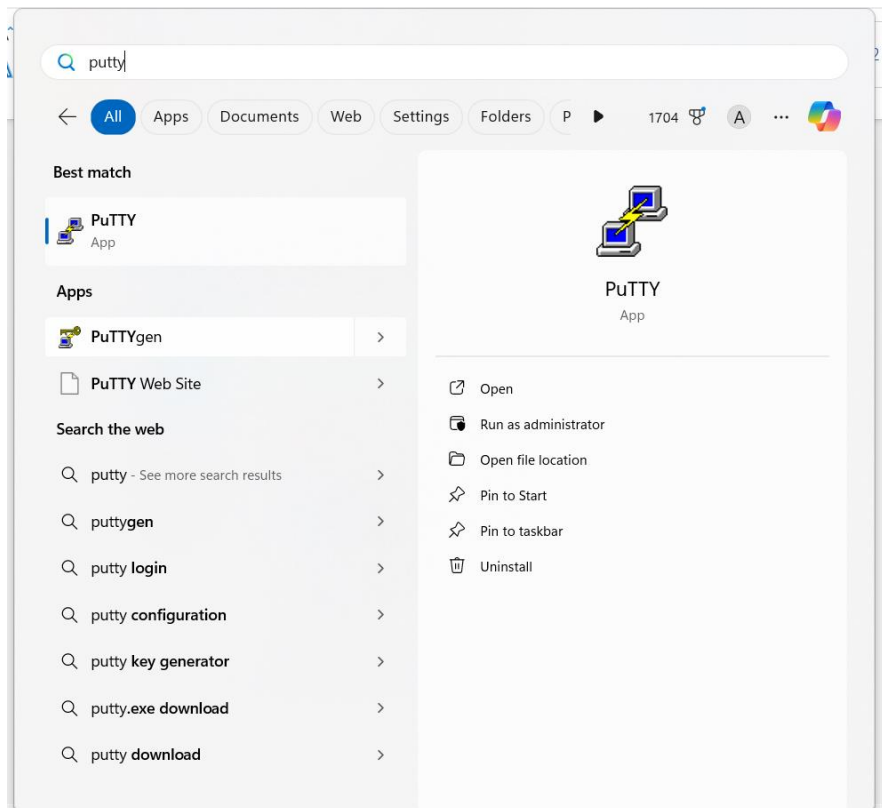 putty
All Apps Documents Web Settings Folders P 1704 A
Best match
PuTTY
App
Apps
PuTTYgen
PuTTY Web Site
Search the web
putty - See more search results
puttygen
putty login
putty configuration
putty key generator
putty.exe download
putty download
PuTTY
App
Open
Run as administrator
Open file location
Pin to Start
Pin to taskbar
Uninstall